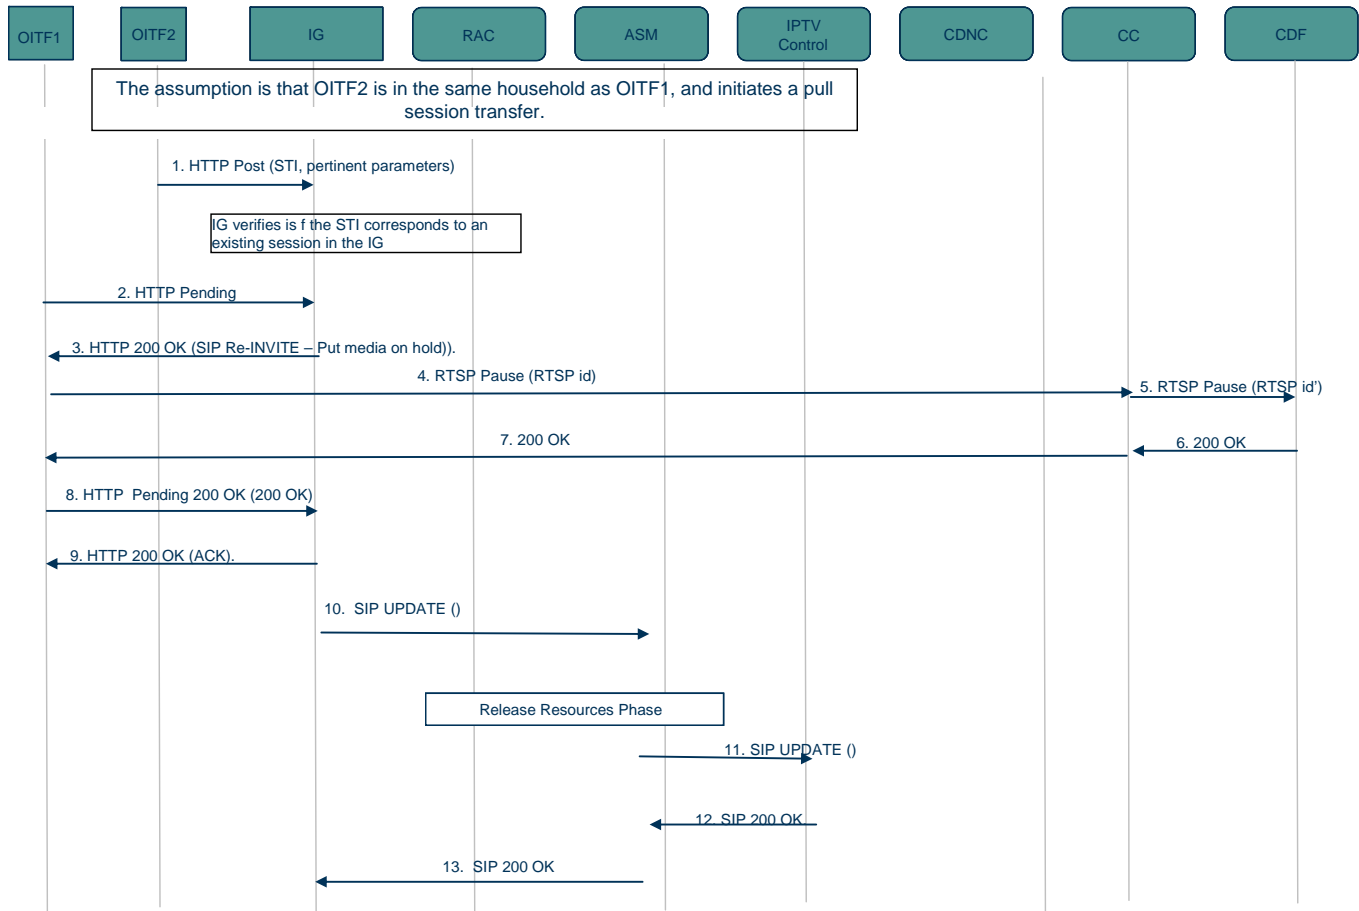 OITF1
OITF2
IG
RAC
ASM
IPTV
Control
CDNC
CC
CDF
The assumption is that OITF2 is in the same household as OITF1, and initiates a pull
session transfer.
1. HTTP Post (STI, pertinent parameters)
IG verifies is f the STI corresponds to an
existing session in the IG
2. HTTP Pending
3. HTTP 200 OK (SIP Re-INVITE – Put media on hold)).
4. RTSP Pause (RTSP id)
5. RTSP Pause (RTSP id’)
7. 200 OK
6. 200 OK
8. HTTP  Pending 200 OK (200 OK)
9. HTTP 200 OK (ACK).
10.  SIP UPDATE ()
Release Resources Phase
11. SIP UPDATE ()
12. SIP 200 OK.
13.  SIP 200 OK